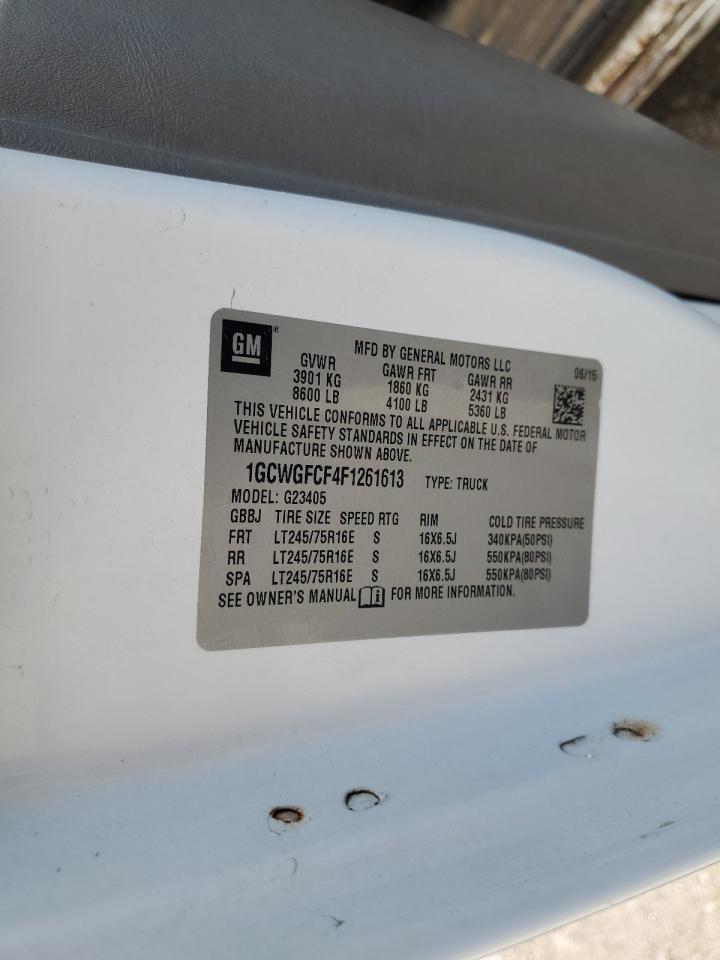 GM
MFD BY GENERAL MOTORS LLC 06/15
GVWR GAWR FRT GAWR RR
3901 KG 1860 KG 2431 KG
8600 LB 4100 LB 5360 LB
THIS VEHICLE CONFORMS TO ALL APPLICABLE U.S. FEDERAL MOTOR
VEHICLE SAFETY STANDARDS IN EFFECT ON THE DATE OF
MANUFACTURE SHOWN ABOVE.
1GCWGFCF4F1261613 TYPE: TRUCK
MODEL: G23405
GBBJ TIRE SIZE SPEED RTG RIM COLD TIRE PRESSURE
FRT LT245/75R16E S 16X6.5J 340KPA(50PSI)
RR LT245/75R16E S 16X6.5J 550KPA(80PSI)
SPA LT245/75R16E S 16X6.5J 550KPA(80PSI)
SEE OWNER'S MANUAL FOR MORE INFORMATION.